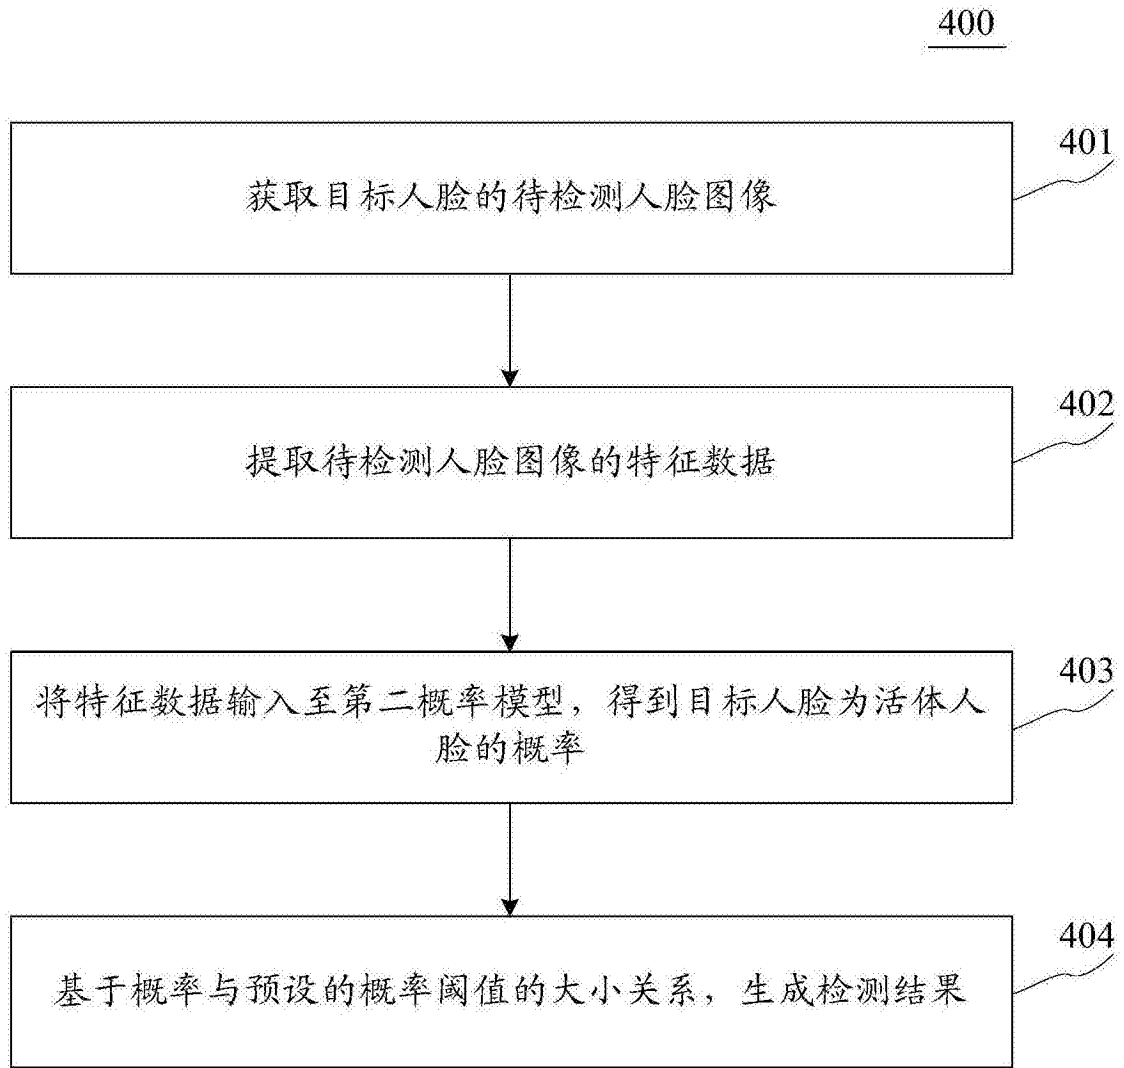 400
401
获取目标人脸的待检测人脸图像
402
提取待检测人脸图像的特征数据
403
将特征数据输入至第二概率模型，得到目标人脸为活体人
脸的概率
404
基于概率与预设的概率阈值的大小关系，生成检测结果